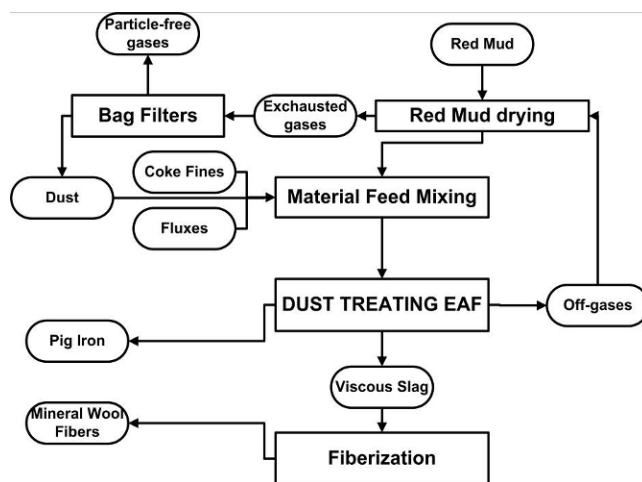 Particle-free
gases
Red Mud
Bag Filters
Exchausted
gases
Red Mud drying
Coke Fines
Dust
Material Feed Mixing
Fluxes
DUST TREATING EAF
Off-gases
Pig Iron
Viscous Slag
Mineral Wool
Fibers
Fiberization